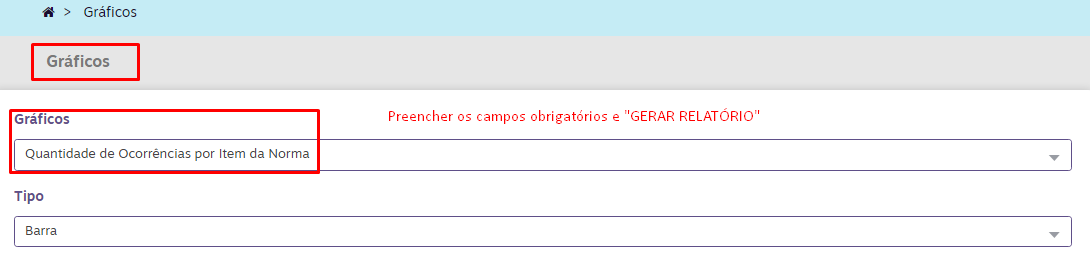 > Gráficos
Gráficos
Gráficos
Preencher os campos obrigatórios e "GERAR RELATÓRIO"
Quantidade de Ocorrências por Item da Norma
Tipo
Barra